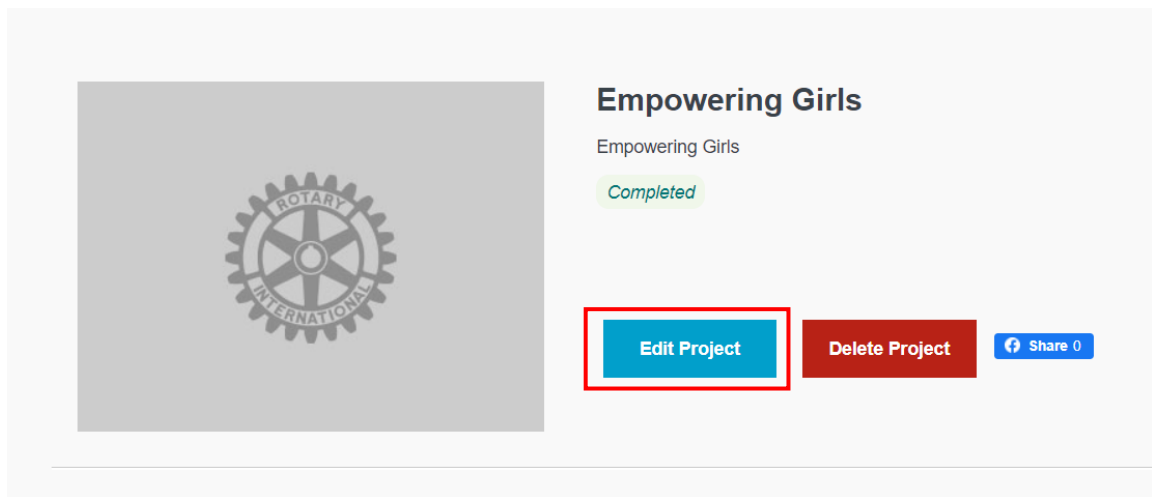 ROTARY
INTERNATIONAL
Empowering Girls
Empowering Girls
Completed
Edit Project
Delete Project
Share 0